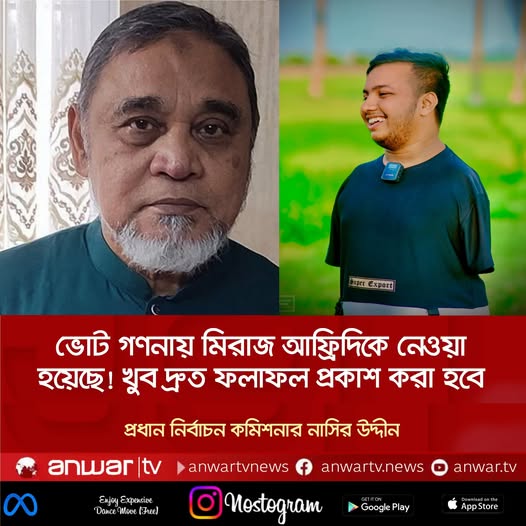 Super Export
ভোট গণনায় মিরাজ আফ্রিদিকে নেওয়া
হয়েছে! খুব দ্রুত ফলাফল প্রকাশ করা হবে
প্রধান নির্বাচন কমিশনার নাসির উদ্দীন
anwar|tv
anwartvnews
anwartv.news
anwar.tv
Enjoy Expensive
Dance Move [Free]
Nostogram
GET IT ON
Google Play
Download on the
App Store